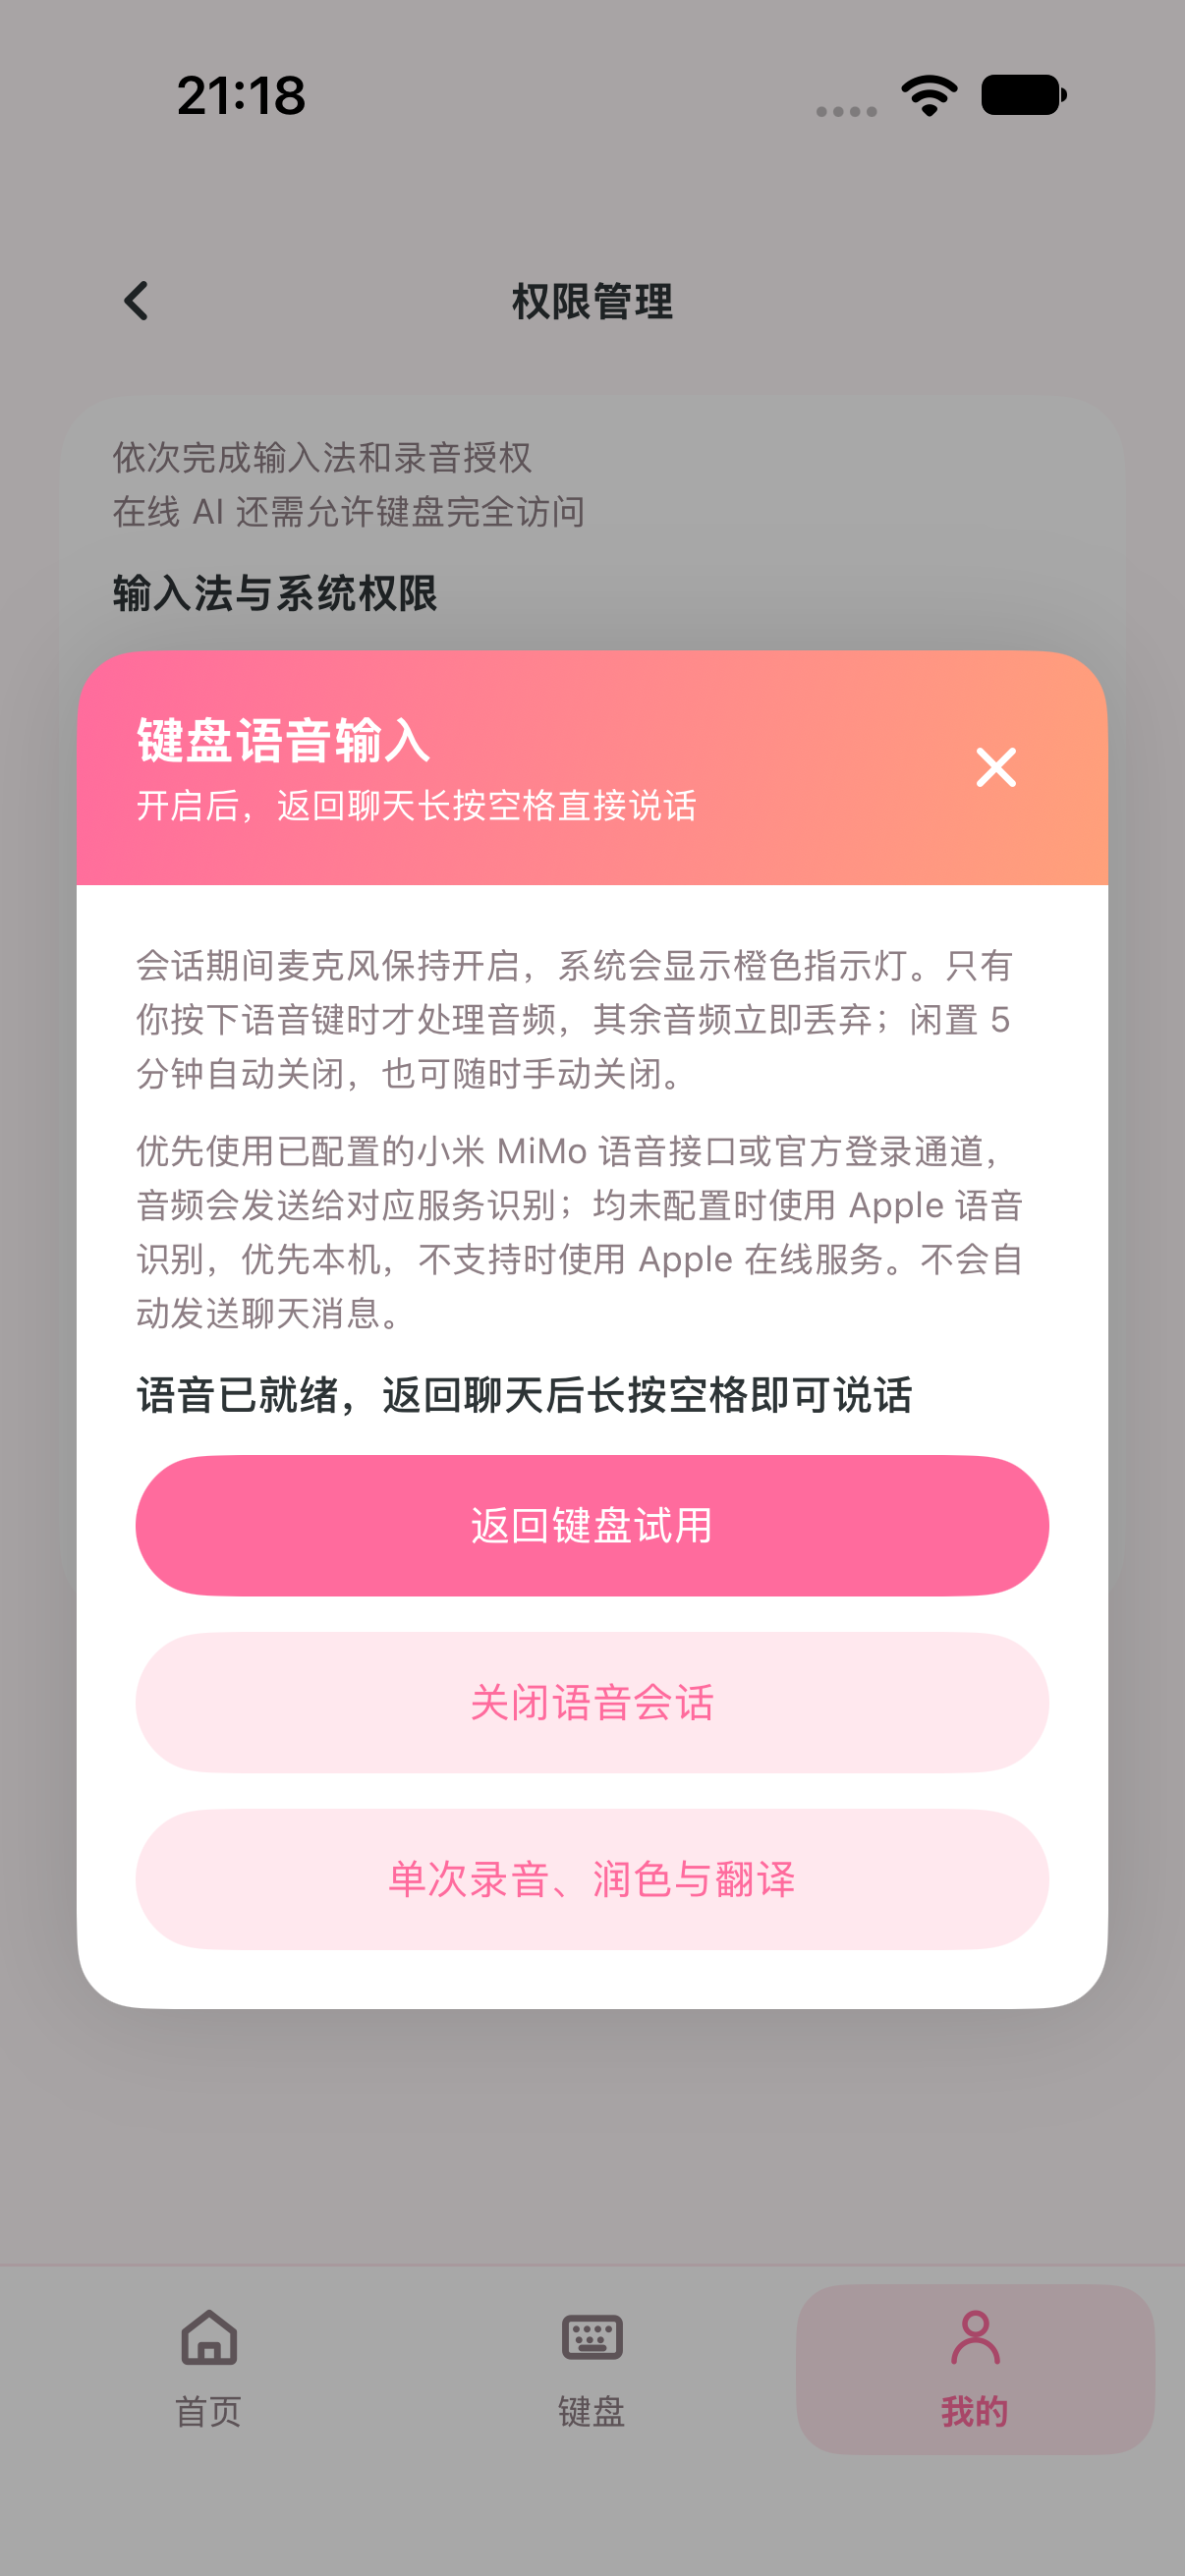 21:18
权限管理
依次完成输入法和录音授权
在线 AI 还需允许键盘完全访问
输入法与系统权限
键盘语音输入
开启后，返回聊天长按空格直接说话
会话期间麦克风保持开启，系统会显示橙色指示灯。只有
你按下语音键时才处理音频，其余音频立即丢弃；闲置 5
分钟自动关闭，也可随时手动关闭。
优先使用已配置的小米 MiMo 语音接口或官方登录通道，
音频会发送给对应服务识别；均未配置时使用 Apple 语音
识别，优先本机，不支持时使用 Apple 在线服务。不会自
动发送聊天消息。
语音已就绪，返回聊天后长按空格即可说话
返回键盘试用
关闭语音会话
单次录音、润色与翻译
首页
键盘
我的